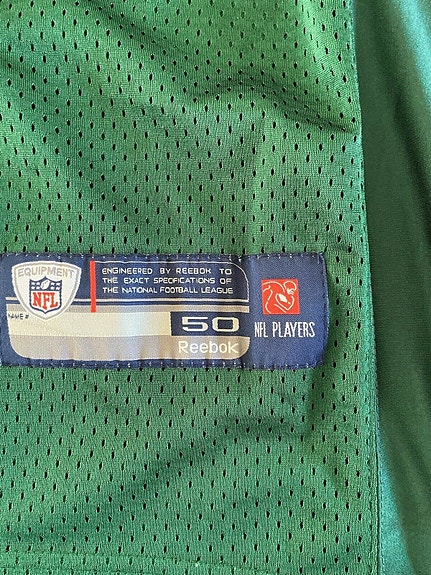 EQUIPMENT
NFL
ENGINEERED BY REEBOK TO
THE EXACT SPECIFICATIONS OF
THE NATIONAL FOOTBALL LEAGUE
50
Reebok
NFL PLAYERS